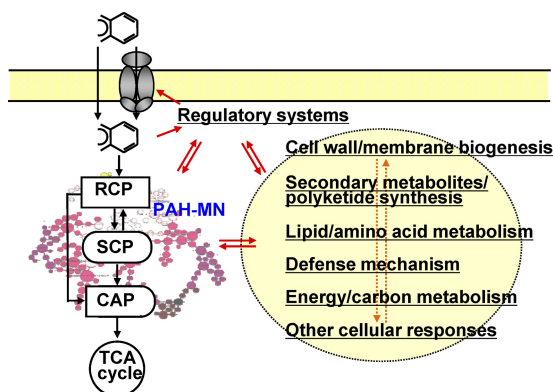 Regulatory systems
Cell wall/membrane biogenesis
RCP
Secondary metabolites/
polyketide synthesis
PAH-MN
Lipid/amino acid metabolism
SCP
Defense mechanism
CAP
Energy/carbon metabolism
Other cellular responses
TCA
cycle